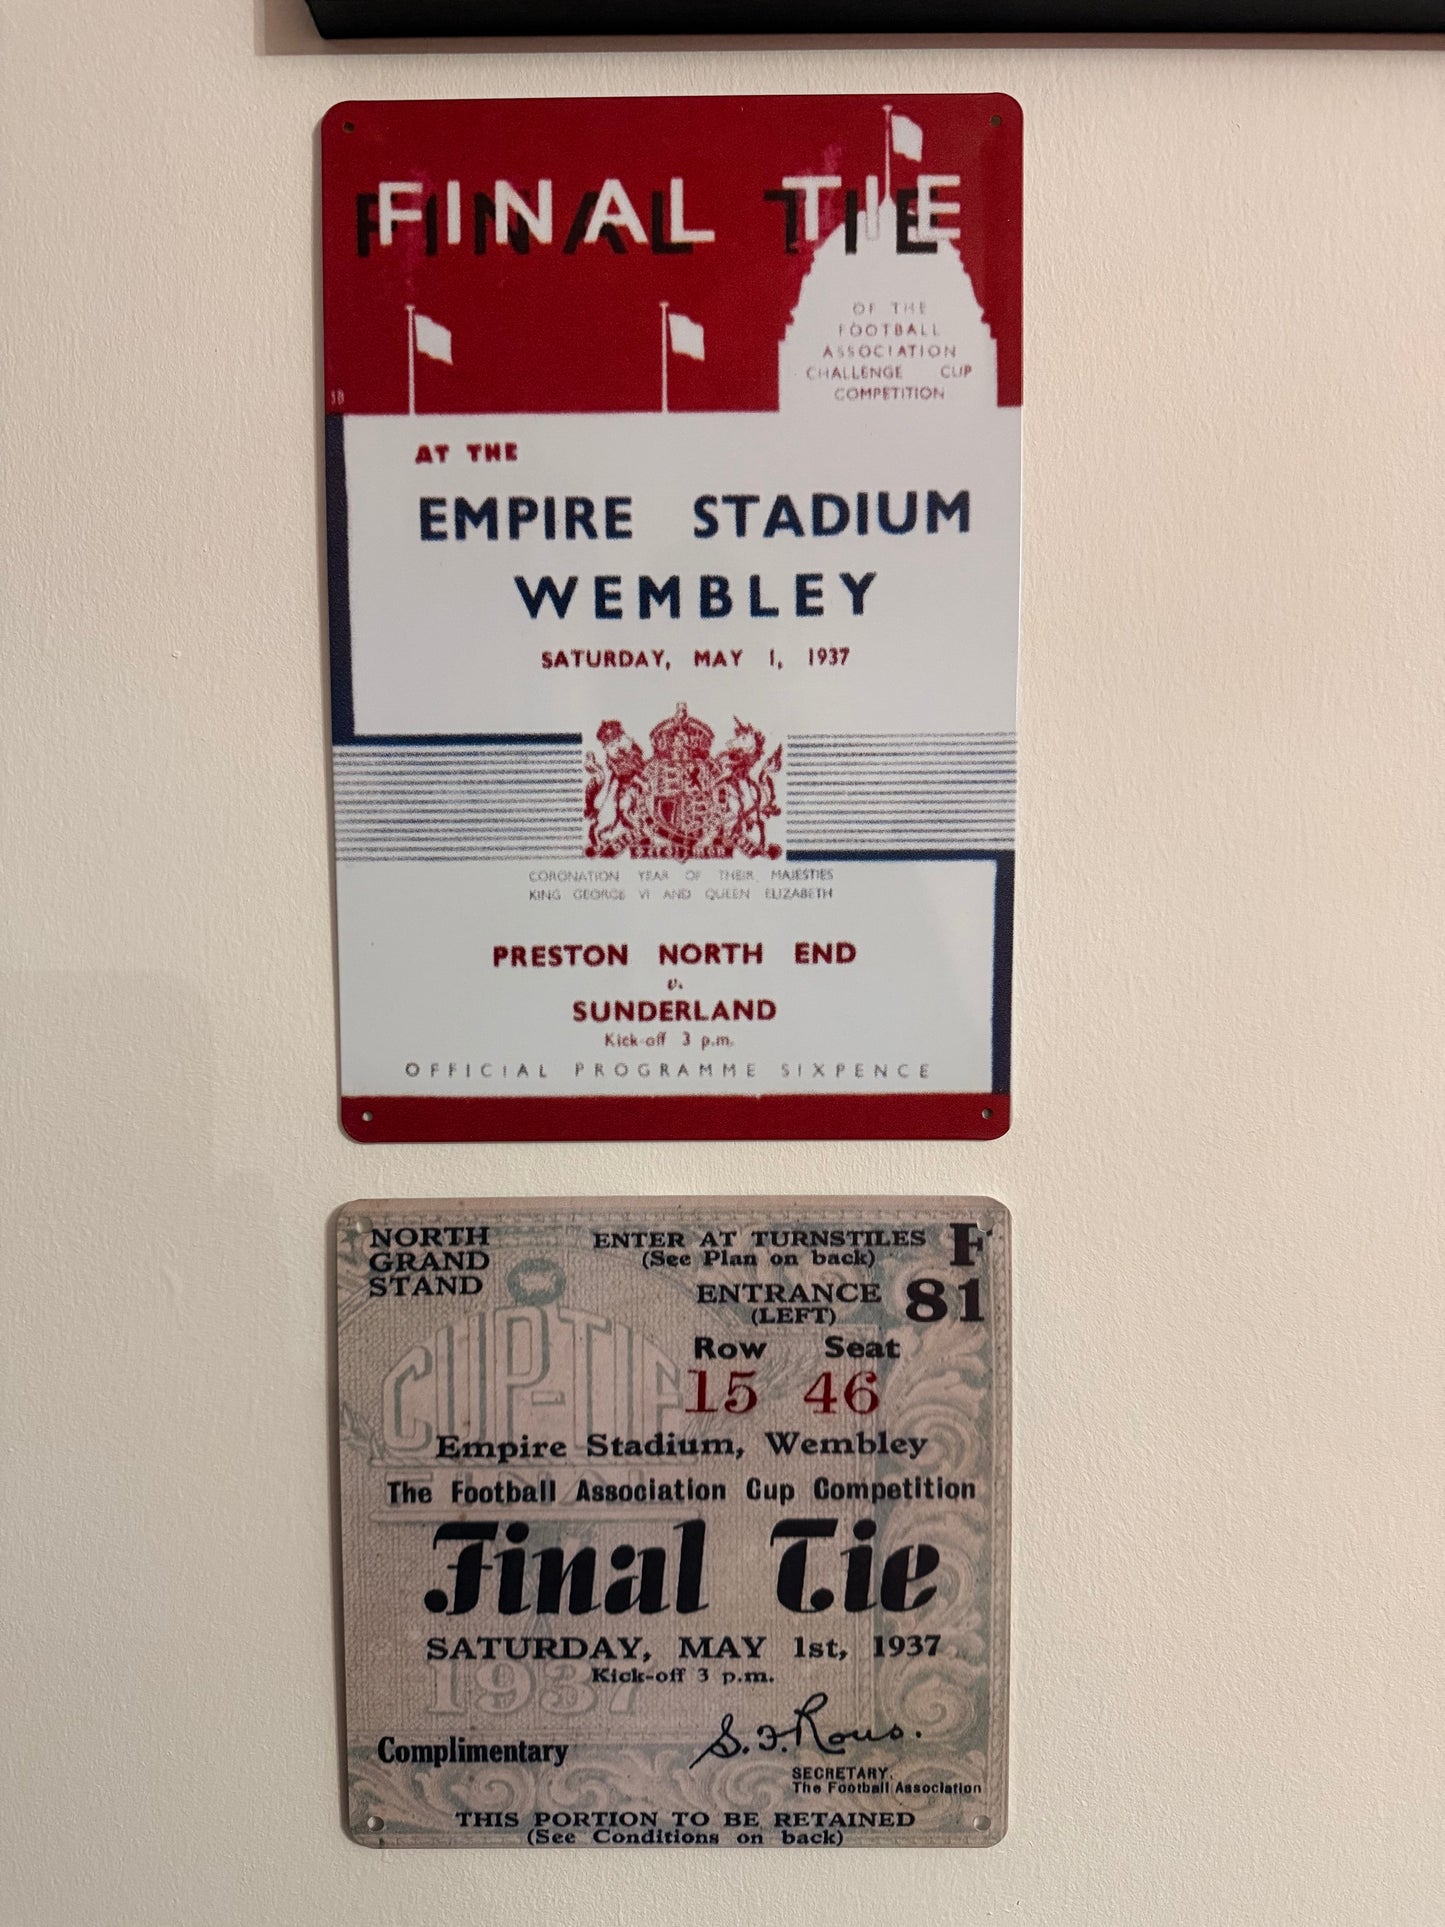 FINAL TIE
OF THE
FOOTBALL
ASSOCIATION
CHALLENGE CUP
COMPETITION
JB
AT THE
EMPIRE STADIUM
WEMBLEY
SATURDAY, MAY 1, 1937
CORONATION YEAR OF THEIR MAJESTIES
KING GEORGE VI AND QUEEN ELIZABETH
PRESTON NORTH END
v.
SUNDERLAND
Kick-off 3 p.m.
OFFICIAL PROGRAMME SIXPENCE
NORTH
GRAND
STAND
ENTER AT TURNSTILES F
(See Plan on back)
ENTRANCE 81
(LEFT)
Row Seat
15 46
CUP-TIE
Empire Stadium, Wembley
The Football Association Cup Competition
FINAL
Final Tie
SATURDAY, MAY 1st, 1937
Kick-off 3 p.m.
1937
S. F. Rous.
Complimentary
SECRETARY,
The Football Association
THIS PORTION TO BE RETAINED
(See Conditions on back)